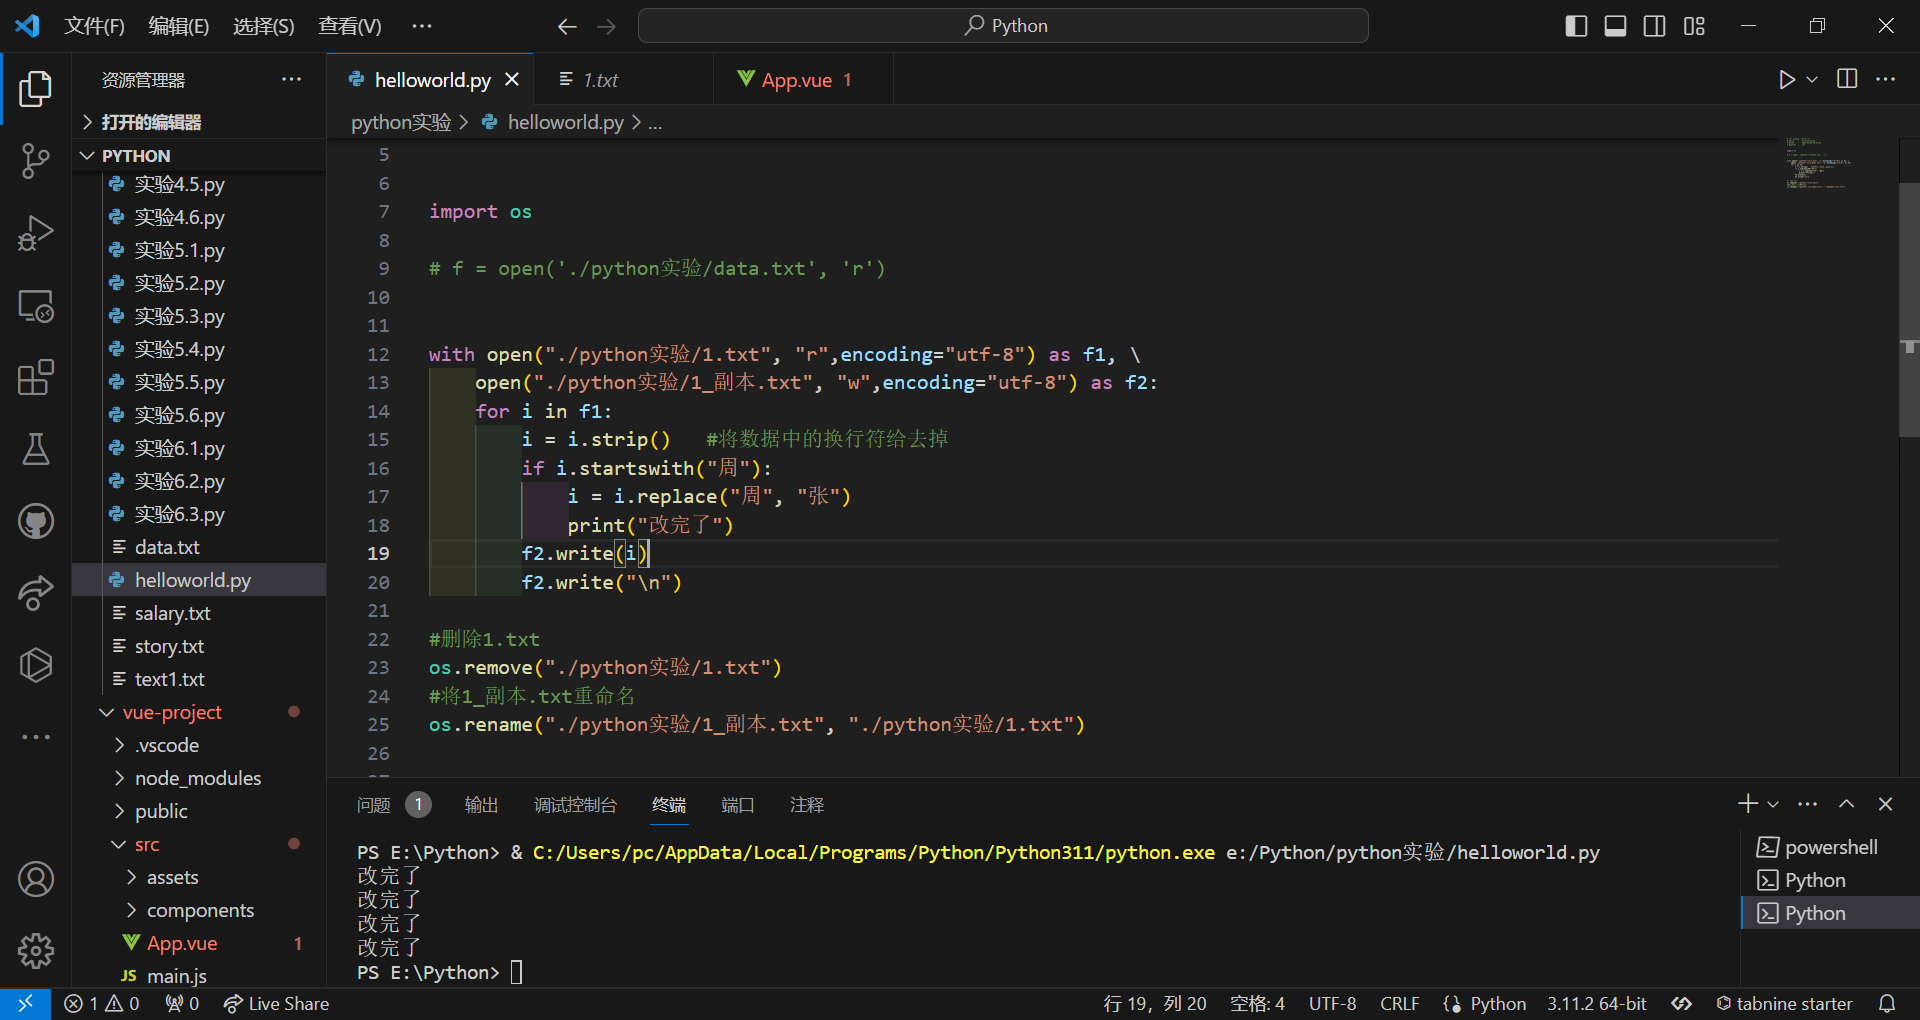 文件(F) 编辑(E) 选择(S) 查看(V) ··· Python
资源管理器 ···
helloworld.py
1.txt
App.vue 1
打开的编辑器
PYTHON
实验4.5.py
实验4.6.py
实验5.1.py
实验5.2.py
实验5.3.py
实验5.4.py
实验5.5.py
实验5.6.py
实验6.1.py
实验6.2.py
实验6.3.py
data.txt
helloworld.py
salary.txt
story.txt
text1.txt
vue-project
.vscode
node_modules
public
src
assets
components
App.vue 1
JS main.js
python实验 > helloworld.py > ...
5
6
7 import os
8
9 # f = open('./python实验/data.txt', 'r')
10
11
12 with open("./python实验/1.txt", "r",encoding="utf-8") as f1, \
13 open("./python实验/1_副本.txt", "w",encoding="utf-8") as f2:
14 for i in f1:
15 i = i.strip() #将数据中的换行符给去掉
16 if i.startswith("周"):
17 i = i.replace("周", "张")
18 print("改完了")
19 f2.write(i)
20 f2.write("\n")
21
22 #删除1.txt
23 os.remove("./python实验/1.txt")
24 #将1_副本.txt重命名
25 os.rename("./python实验/1_副本.txt", "./python实验/1.txt")
26
问题 1 输出 调试控制台 终端 端口 注释
PS E:\Python> & C:/Users/pc/AppData/Local/Programs/Python/Python311/python.exe e:/Python/python实验/helloworld.py
改完了
改完了
改完了
改完了
PS E:\Python>
powershell
Python
Python
1 0 0 Live Share 行 19，列 20 空格: 4 UTF-8 CRLF Python 3.11.2 64-bit tabnine starter